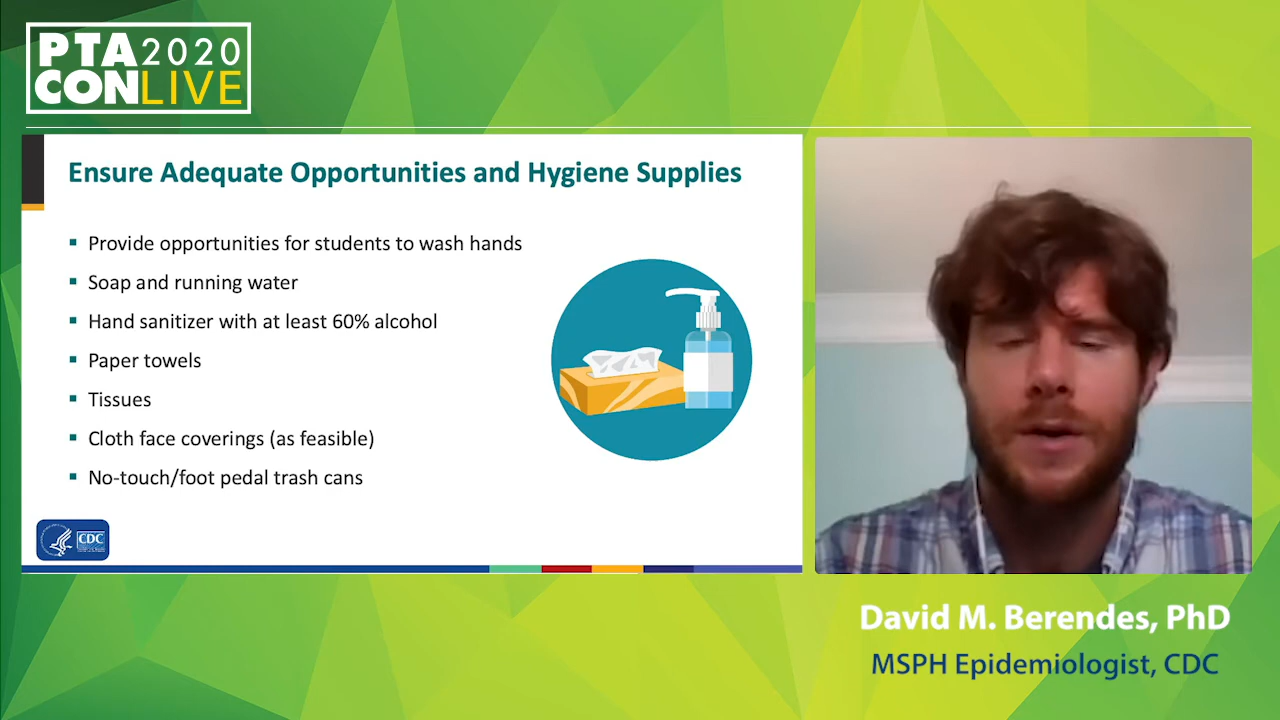 PTA2020
CONLIVE
Ensure Adequate Opportunities and Hygiene Supplies
▪ Provide opportunities for students to wash hands
▪ Soap and running water
▪ Hand sanitizer with at least 60% alcohol
▪ Paper towels
▪ Tissues
▪ Cloth face coverings (as feasible)
▪ No-touch/foot pedal trash cans
CDC
David M. Berendes, PhD
MSPH Epidemiologist, CDC